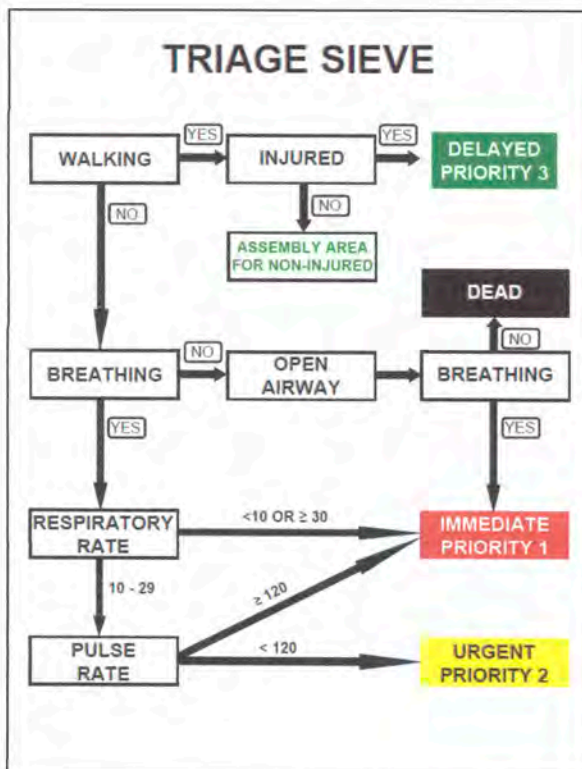 TRIAGE SIEVE
YES
YES
WALKING
INJURED
DELAYED
PRIORITY 3
NO
NO
ASSEMBLY AREA
FOR NON-INJURED
DEAD
NO
NO
BREATHING
OPEN
AIRWAY
BREATHING
YES
YES
RESPIRATORY
RATE
<10 OR ≥ 30
IMMEDIATE
PRIORITY 1
10 - 29
≥ 120
PULSE
RATE
< 120
URGENT
PRIORITY 2